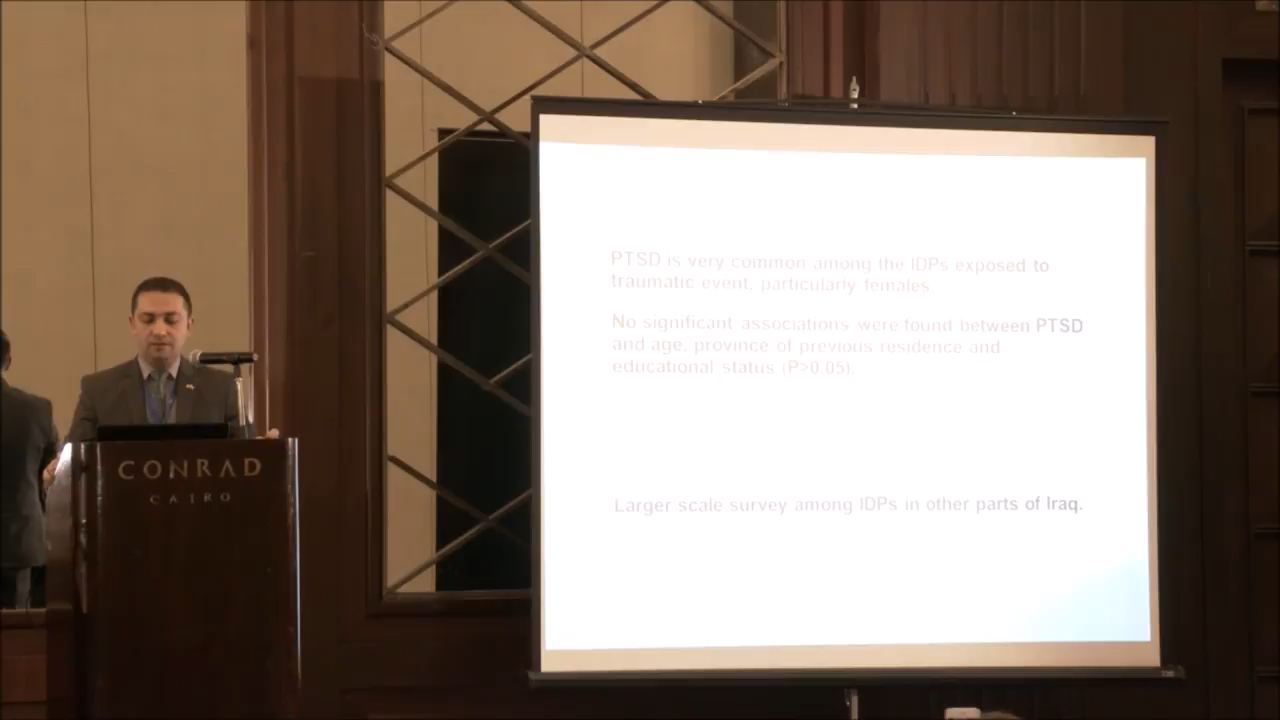 CONRAD
CAIRO
PTSD is very common among the IDPs exposed to
traumatic event, particularly females.
No significant associations were found between PTSD
and age, province of previous residence and
educational status (P>0.05).
Larger scale survey among IDPs in other parts of Iraq.